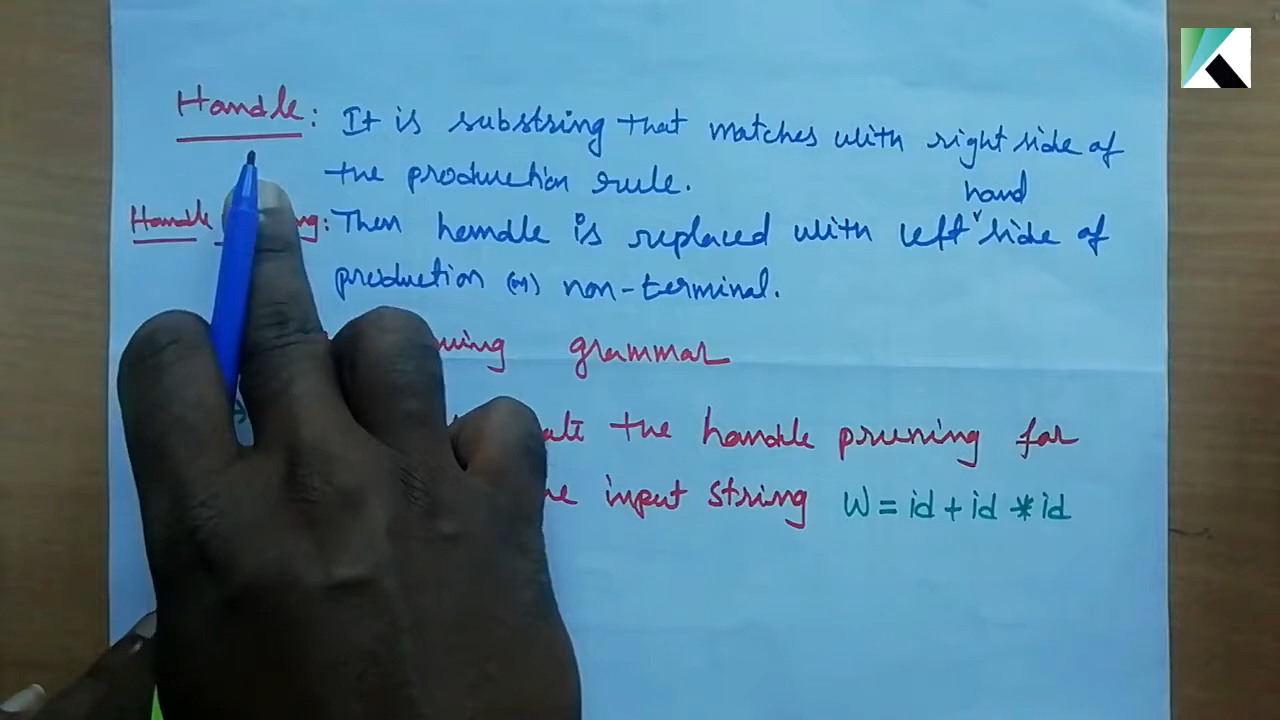 Handle: It is substring that matches with right side of
the production rule.
hand
Handle : Then handle is replaced with left side of
production (or) non-terminal.
grammar
the handle pruning for
input string W = id + id * id